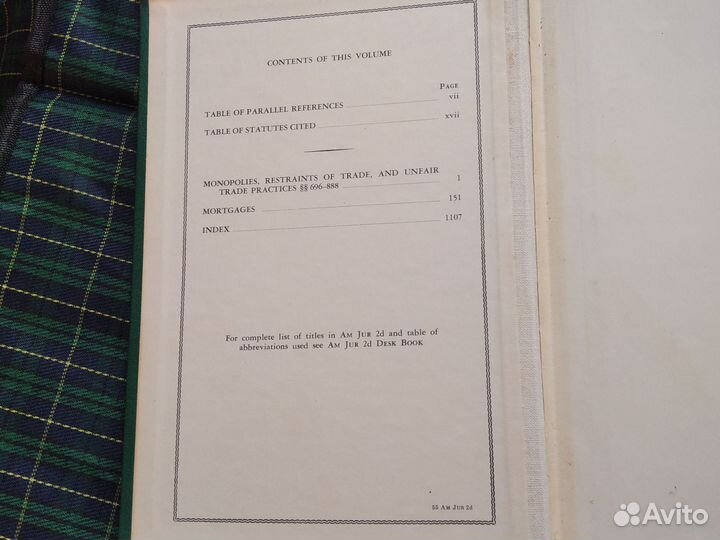 CONTENTS OF THIS VOLUME
PAGE
TABLE OF PARALLEL REFERENCES vii
TABLE OF STATUTES CITED xvii
MONOPOLIES, RESTRAINTS OF TRADE, AND UNFAIR
TRADE PRACTICES §§ 696–888 1
MORTGAGES 151
INDEX 1107
For complete list of titles in AM JUR 2d and table of
abbreviations used see AM JUR 2d DESK BOOK
55 AM JUR 2d
Avito